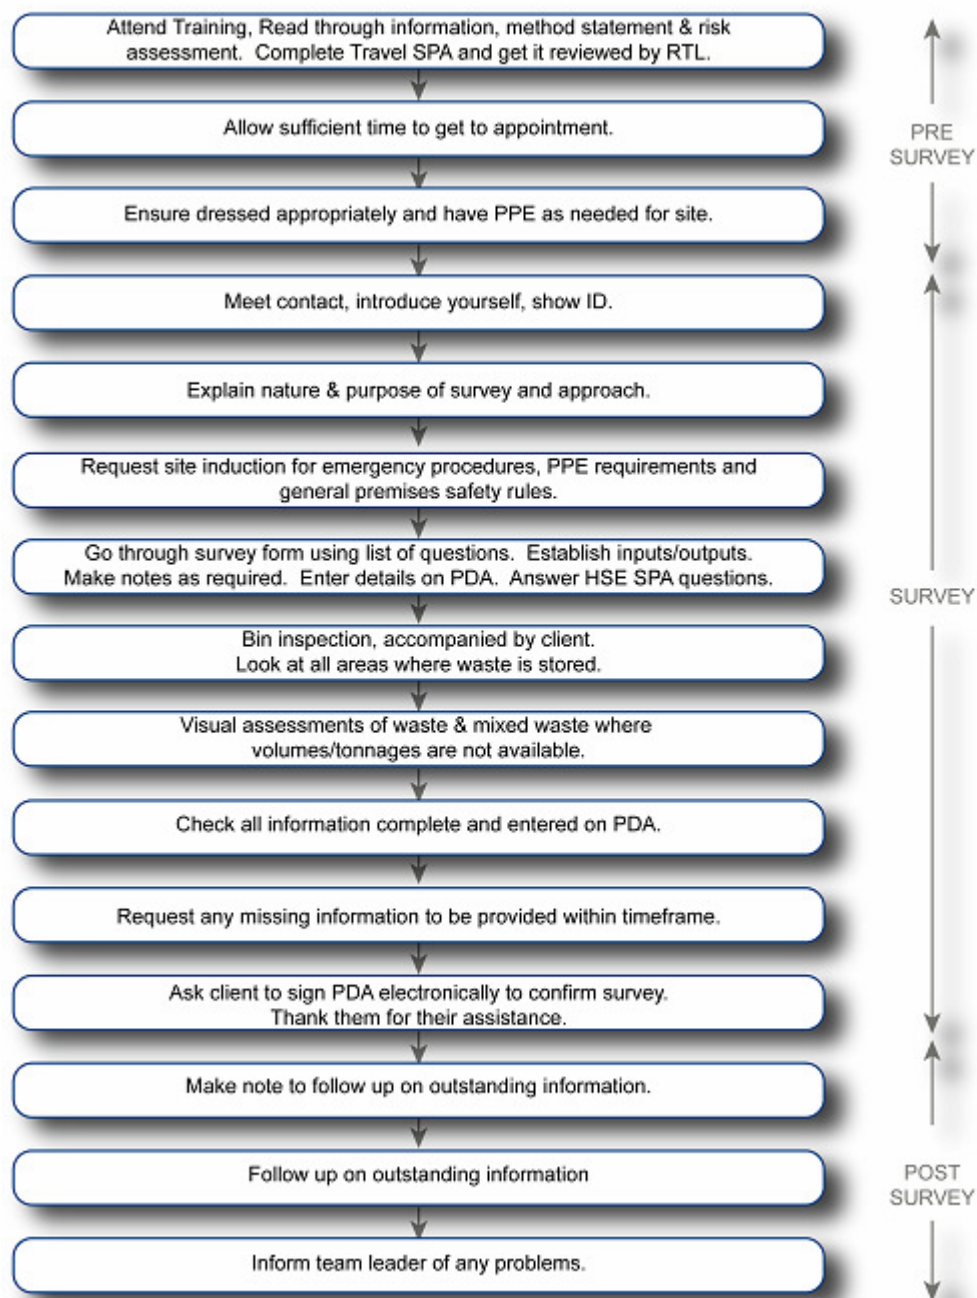 Attend Training, Read through information, method statement & risk
assessment.  Complete Travel SPA and get it reviewed by RTL.
Allow sufficient time to get to appointment.
PRE
SURVEY
Ensure dressed appropriately and have PPE as needed for site.
Meet contact, introduce yourself, show ID.
Explain nature & purpose of survey and approach.
Request site induction for emergency procedures, PPE requirements and
general premises safety rules.
Go through survey form using list of questions.  Establish inputs/outputs.
Make notes as required.  Enter details on PDA.  Answer HSE SPA questions.
SURVEY
Bin inspection, accompanied by client.
Look at all areas where waste is stored.
Visual assessments of waste & mixed waste where
volumes/tonnages are not available.
Check all information complete and entered on PDA.
Request any missing information to be provided within timeframe.
Ask client to sign PDA electronically to confirm survey.
Thank them for their assistance.
Make note to follow up on outstanding information.
Follow up on outstanding information
POST
SURVEY
Inform team leader of any problems.